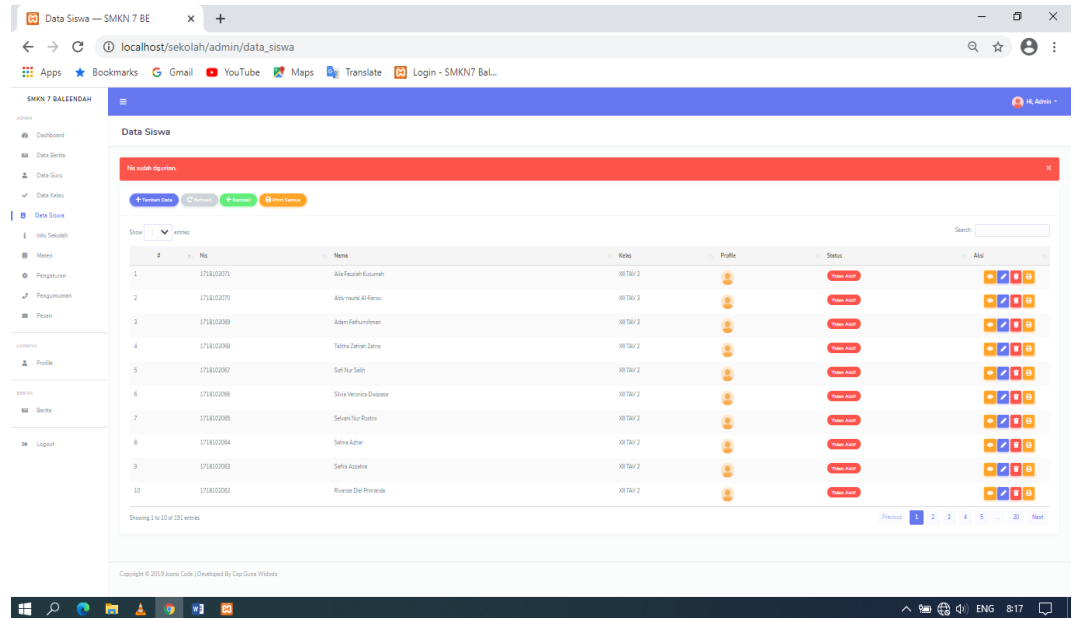 Data Siswa — SMKN 7 BE
localhost/sekolah/admin/data_siswa
Apps Bookmarks Gmail YouTube Maps Translate Login - SMKN7 Bal...
SMKN 7 BALEENDAH
Hi, Admin
ADMIN
Dashboard
Data Berita
Data Guru
Data Kelas
Data Siswa
Info Sekolah
Materi
Pengaturan
Pengumuman
Pesan
LAINNYA
Profile
BERITA
Berita
Logout
Data Siswa
Nis sudah digunkan.
Tambah Data Refresh Kembali Print Semua
Show entries
Search:
# Nis Nama Kelas Profile Status Aksi
1 1718102071 Alia Fauziah Kusumah XII TAV 3 Tidak Aktif
2 1718102070 Aldy naufal Al-Farou XII TAV 3 Tidak Aktif
3 1718102069 Adam Fathurrohman XII TAV 3 Tidak Aktif
4 1718102068 Talitha Zafirah Zahra XII TAV 2 Tidak Aktif
5 1718102067 Sofi Nur Salih XII TAV 2 Tidak Aktif
6 1718102066 Silvia Veronica Dwipasa XII TAV 2 Tidak Aktif
7 1718102065 Selvani Nur Rostini XII TAV 2 Tidak Aktif
8 1718102064 Salma Azhar XII TAV 2 Tidak Aktif
9 1718102063 Safira Azzahra XII TAV 2 Tidak Aktif
10 1718102062 Rivanza Dief Primanda XII TAV 2 Tidak Aktif
Showing 1 to 10 of 191 entries
Previous 1 2 3 4 5 ... 20 Next
Copyright © 2019 Code | Developed By Cep Guna Widodo
ENG 8:17